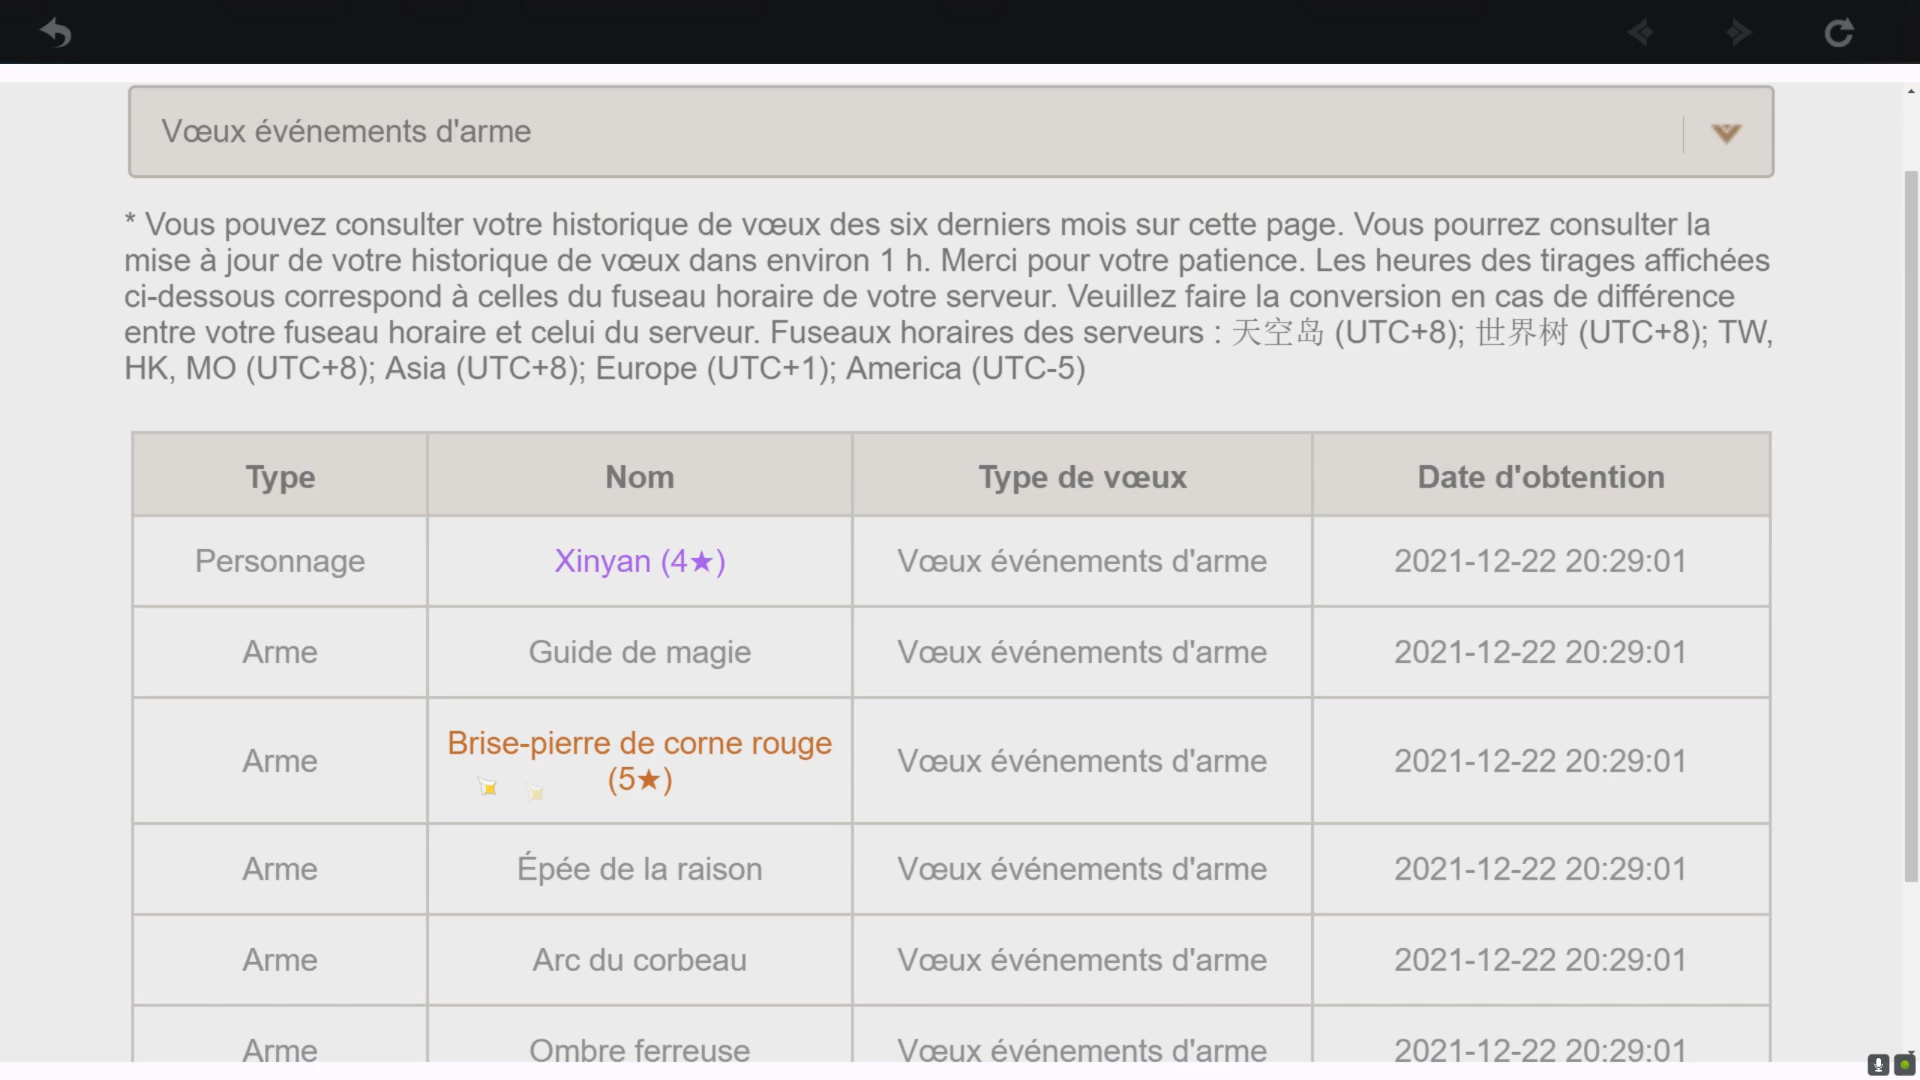 Vœux événements d'arme
* Vous pouvez consulter votre historique de vœux des six derniers mois sur cette page. Vous pourrez consulter la
mise à jour de votre historique de vœux dans environ 1 h. Merci pour votre patience. Les heures des tirages affichées
ci-dessous correspond à celles du fuseau horaire de votre serveur. Veuillez faire la conversion en cas de différence
entre votre fuseau horaire et celui du serveur. Fuseaux horaires des serveurs : 天空岛 (UTC+8); 世界树 (UTC+8); TW,
HK, MO (UTC+8); Asia (UTC+8); Europe (UTC+1); America (UTC-5)
Type Nom Type de vœux Date d'obtention
Personnage Xinyan (4★) Vœux événements d'arme 2021-12-22 20:29:01
Arme Guide de magie Vœux événements d'arme 2021-12-22 20:29:01
Arme Brise-pierre de corne rouge Vœux événements d'arme 2021-12-22 20:29:01
(5★)
Arme Épée de la raison Vœux événements d'arme 2021-12-22 20:29:01
Arme Arc du corbeau Vœux événements d'arme 2021-12-22 20:29:01
Arme Ombre ferreuse Vœux événements d'arme 2021-12-22 20:29:01